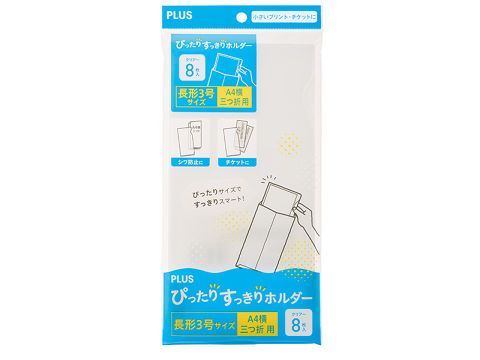 PLUS
小さいプリント・チケットに
ぴったりすっきりホルダー
クリアー
8枚入
長形3号
サイズ
A4横
三つ折用
シワ防止に
チケットに
ぴったりサイズで
すっきりスマート!
PLUS
ぴったりすっきりホルダー
長形3号サイズ
A4横
三つ折用
クリアー
8枚入